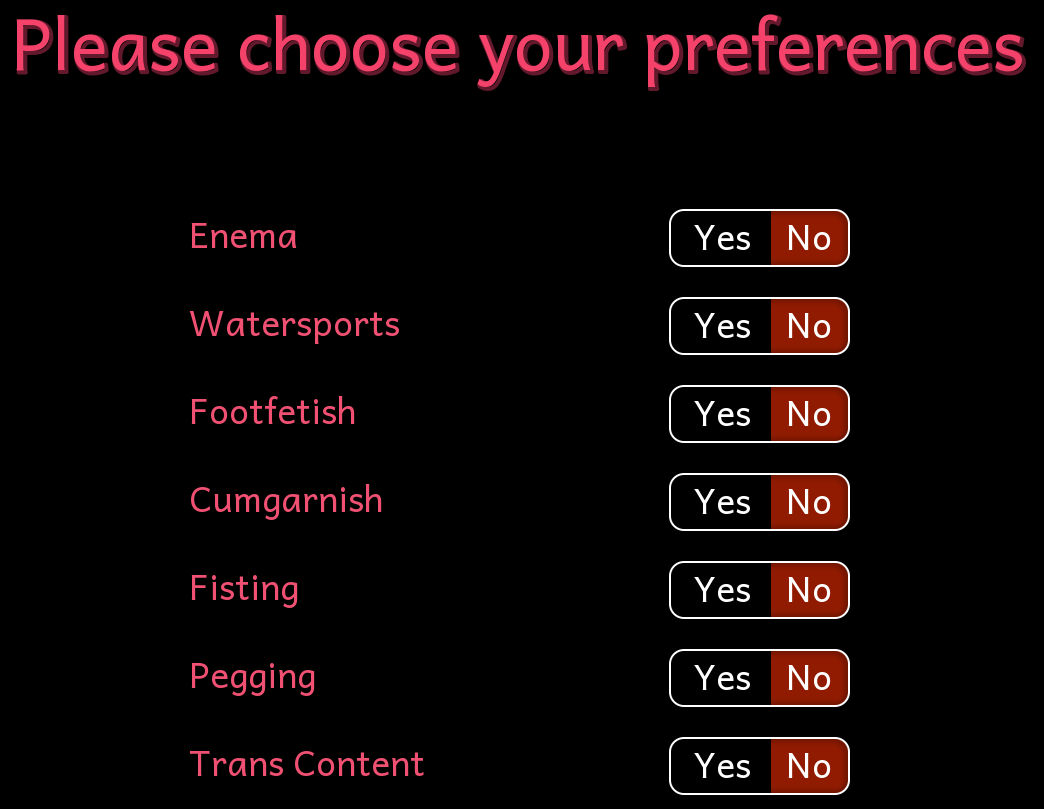 Please choose your preferences
Enema Yes No
Watersports Yes No
Footfetish Yes No
Cumgarnish Yes No
Fisting Yes No
Pegging Yes No
Trans Content Yes No